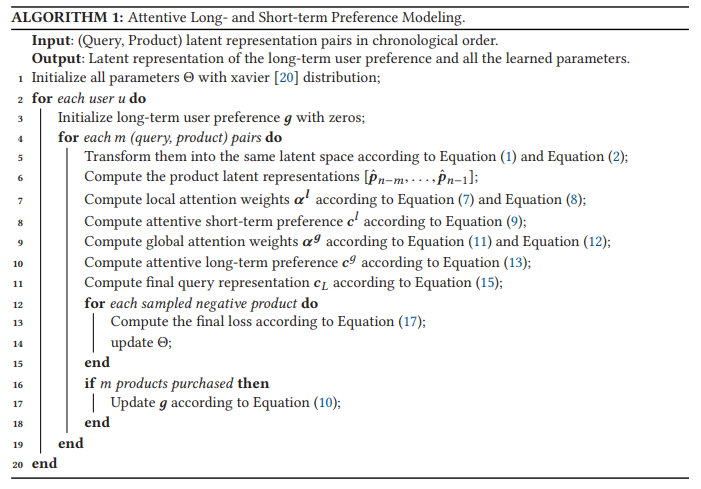 ALGORITHM 1: Attentive Long- and Short-term Preference Modeling.
Input: (Query, Product) latent representation pairs in chronological order.
Output: Latent representation of the long-term user preference and all the learned parameters.
1 Initialize all parameters Θ with xavier [20] distribution;
2 for each user u do
3 Initialize long-term user preference g with zeros;
4 for each m (query, product) pairs do
5 Transform them into the same latent space according to Equation (1) and Equation (2);
6 Compute the product latent representations [p̂ₙ₋ₘ, . . . , p̂ₙ₋₁];
7 Compute local attention weights αˡ according to Equation (7) and Equation (8);
8 Compute attentive short-term preference cˡ according to Equation (9);
9 Compute global attention weights αᵍ according to Equation (11) and Equation (12);
10 Compute attentive long-term preference cᵍ according to Equation (13);
11 Compute final query representation c_L according to Equation (15);
12 for each sampled negative product do
13 Compute the final loss according to Equation (17);
14 update Θ;
15 end
16 if m products purchased then
17 Update g according to Equation (10);
18 end
19 end
20 end